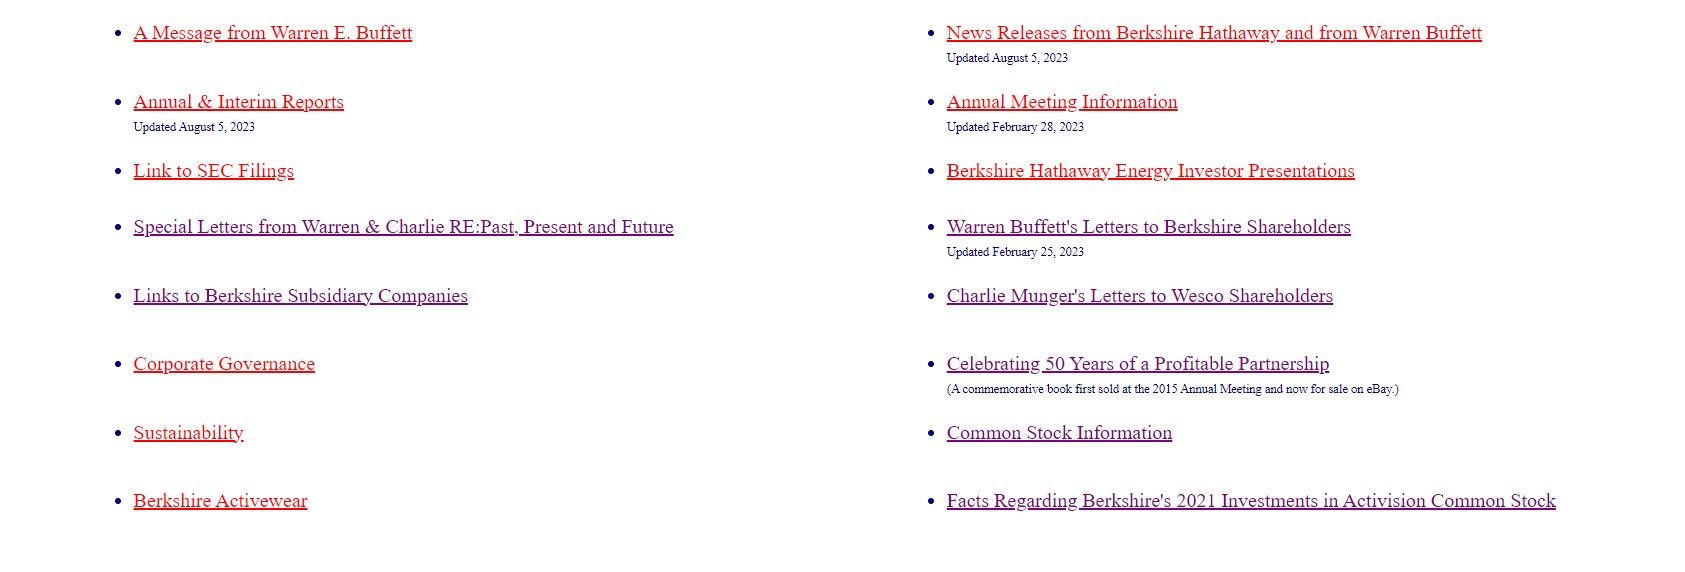 A Message from Warren E. Buffett
News Releases from Berkshire Hathaway and from Warren Buffett
Updated August 5, 2023
Annual & Interim Reports
Updated August 5, 2023
Annual Meeting Information
Updated February 28, 2023
Link to SEC Filings
Berkshire Hathaway Energy Investor Presentations
Special Letters from Warren & Charlie RE:Past, Present and Future
Warren Buffett's Letters to Berkshire Shareholders
Updated February 25, 2023
Links to Berkshire Subsidiary Companies
Charlie Munger's Letters to Wesco Shareholders
Corporate Governance
Celebrating 50 Years of a Profitable Partnership
(A commemorative book first sold at the 2015 Annual Meeting and now for sale on eBay.)
Sustainability
Common Stock Information
Berkshire Activewear
Facts Regarding Berkshire's 2021 Investments in Activision Common Stock